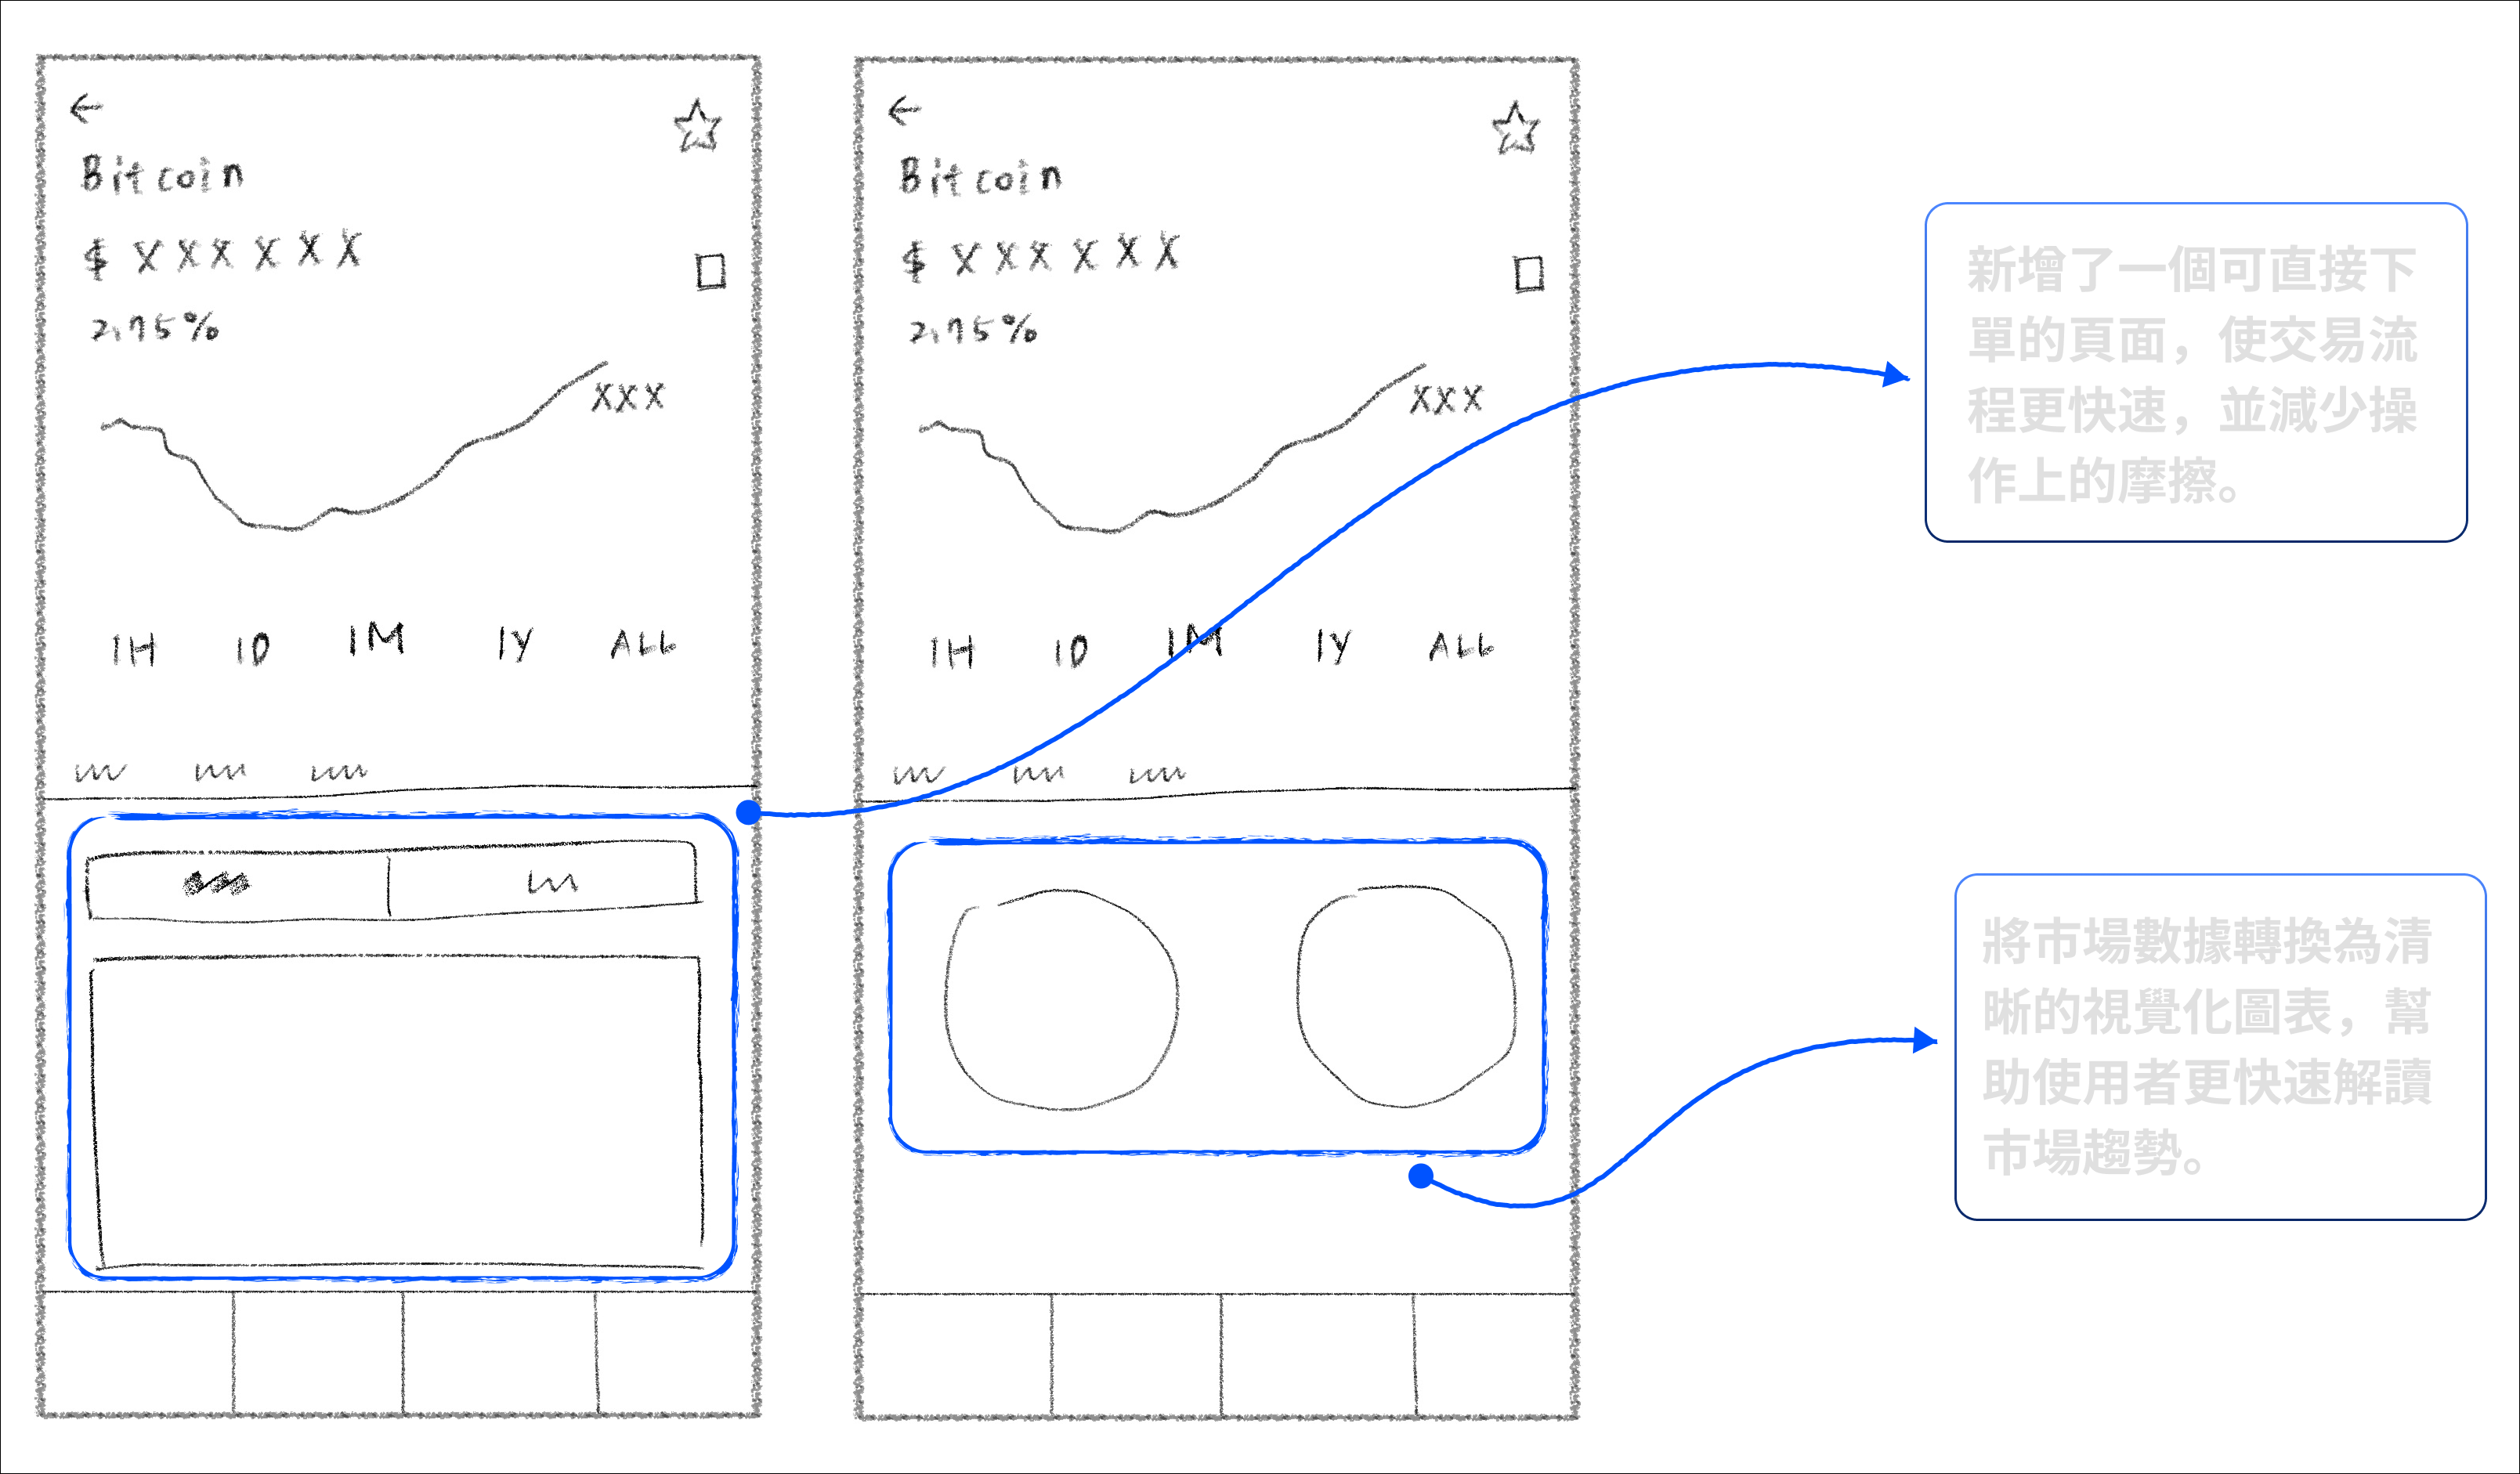 Bitcoin
$ X X X X X X
2.75%
XXX
1H 1D 1M 1Y ALL
Bitcoin
$ X X X X X X
2.75%
XXX
1H 1D 1M 1Y ALL
新增了一個可直接下
單的頁面，使交易流
程更快速，並減少操
作上的摩擦。
將市場數據轉換為清
晰的視覺化圖表，幫
助使用者更快速解讀
市場趨勢。